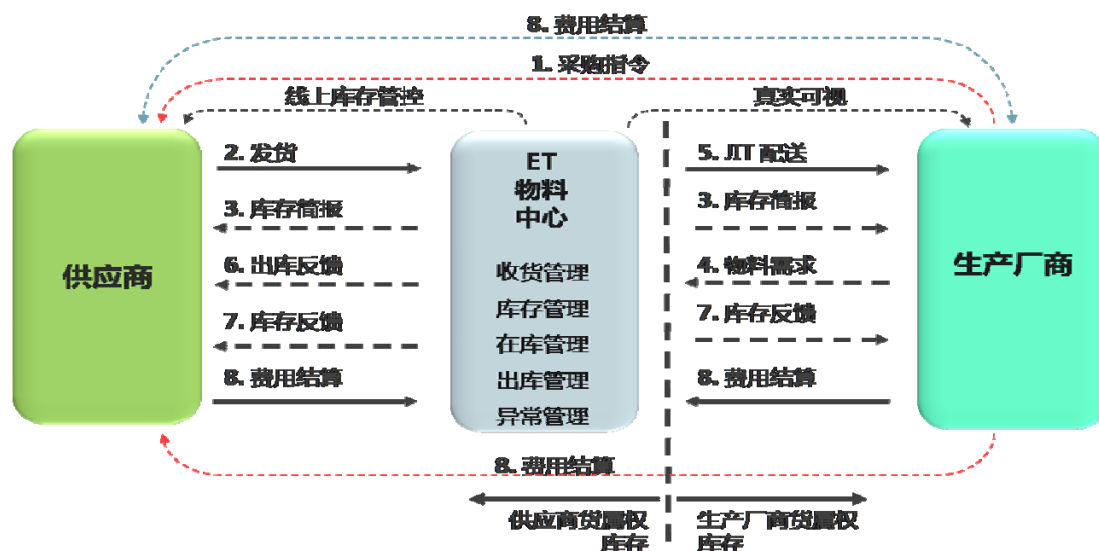 8. 费用结算
1. 采购指令
线上库存管控
真实可视
供应商
2. 发货
3. 库存简报
6. 出库反馈
7. 库存反馈
8. 费用结算
ET
物料
中心
收货管理
库存管理
在库管理
出库管理
异常管理
5. JIT 配送
3. 库存简报
4. 物料需求
7. 库存反馈
8. 费用结算
生产厂商
8. 费用结算
供应商货属权
库存
生产厂商货属权
库存